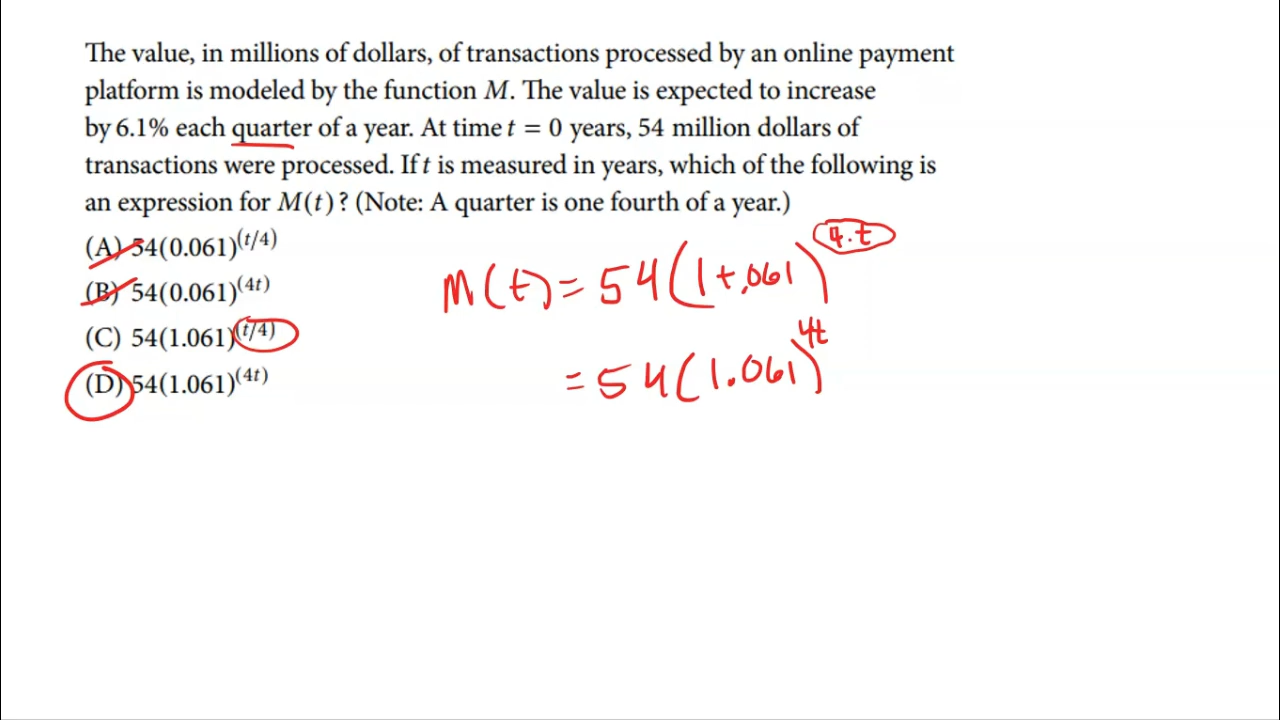 The value, in millions of dollars, of transactions processed by an online payment
platform is modeled by the function M. The value is expected to increase
by 6.1% each quarter of a year. At time t = 0 years, 54 million dollars of
transactions were processed. If t is measured in years, which of the following is
an expression for M(t)? (Note: A quarter is one fourth of a year.)
(A) 54(0.061)^(t/4)
(B) 54(0.061)^(4t)
(C) 54(1.061)^(t/4)
(D) 54(1.061)^(4t)
M(t) = 54(1+.061)^4·t
= 54(1.061)^4t